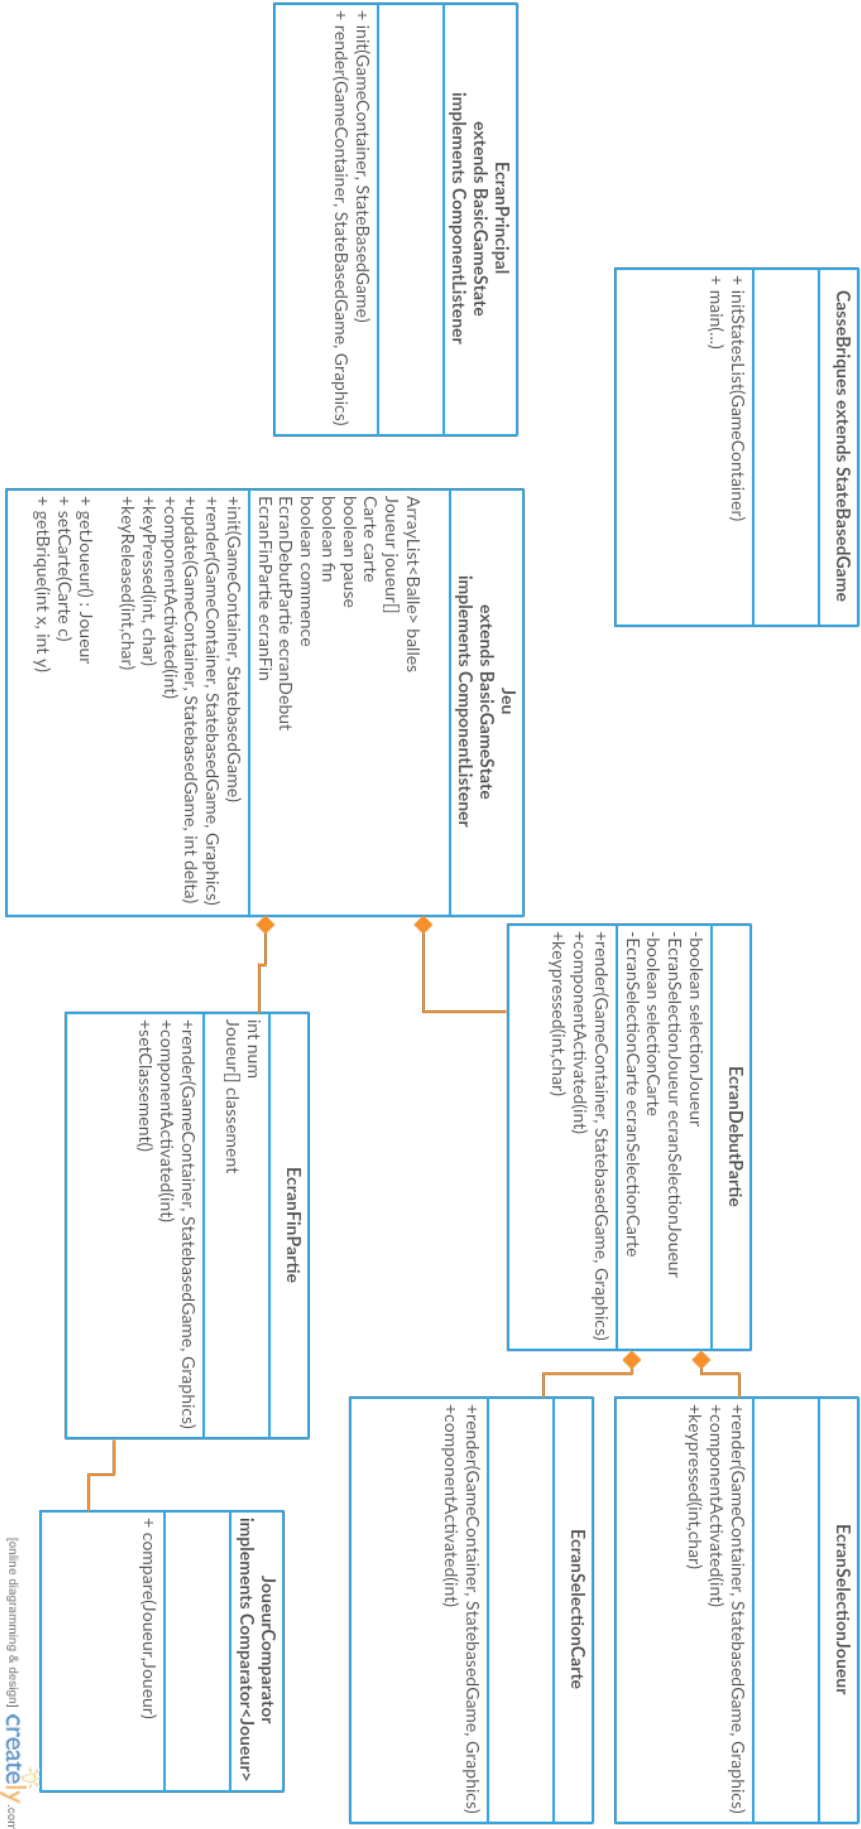 CasseBriques extends StateBasedGame
+ initStatesList(GameContainer)
+ main(...)
EcranPrincipal
extends BasicGameState
implements ComponentListener
+ init(GameContainer, StateBasedGame)
+ render(GameContainer, StateBasedGame, Graphics)
Jeu
extends BasicGameState
implements ComponentListener
ArrayList<Balle> balles
Joueur joueur[]
Carte carte
boolean pause
boolean fin
boolean commence
EcranDebutPartie ecranDebut
EcranFinPartie ecranFin
+init(GameContainer, StatebasedGame)
+render(GameContainer, StatebasedGame, Graphics)
+update(GameContainer, StatebasedGame, int delta)
+componentActivated(int)
+keyPressed(int, char)
+keyReleased(int,char)
+ getJoueur() : Joueur
+ setCarte(Carte c)
+ getBrique(int x, int y)
EcranDebutPartie
-boolean selectionJoueur
-EcranSelectionJoueur ecranSelectionJoueur
-boolean selectionCarte
-EcranSelectionCarte ecranSelectionCarte
+render(GameContainer, StatebasedGame, Graphics)
+componentActivated(int)
+keypressed(int,char)
EcranFinPartie
int num
Joueur[] classement
+render(GameContainer, StatebasedGame, Graphics)
+componentActivated(int)
+setClassement()
EcranSelectionJoueur
+render(GameContainer, StatebasedGame, Graphics)
+componentActivated(int)
+keypressed(int,char)
EcranSelectionCarte
+render(GameContainer, StatebasedGame, Graphics)
+componentActivated(int)
JoueurComparator
implements Comparator<Joueur>
+ compare(Joueur,Joueur)
[online diagramming & design] creately.com